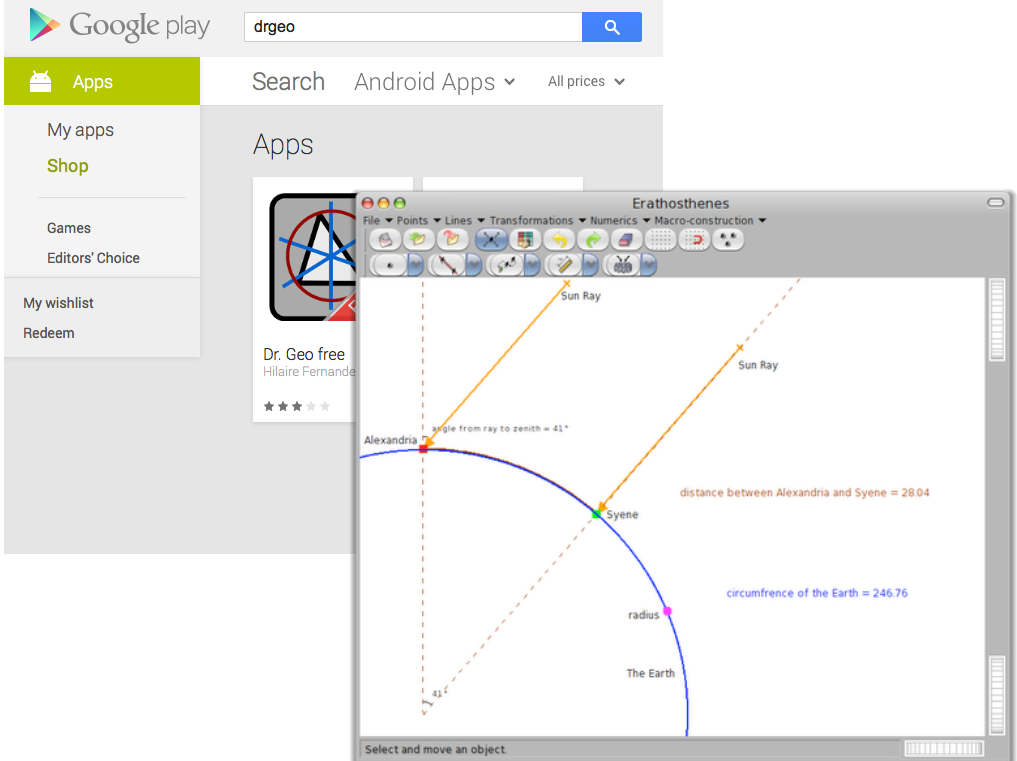 Google play
drgeo
Apps
Search
Android Apps
All prices
My apps
Shop
Games
Editors' Choice
My wishlist
Redeem
Apps
Dr. Geo free
Hilaire Fernande
Erathosthenes
File Points Lines Transformations Numerics Macro-construction
Sun Ray
Sun Ray
angle from ray to zenith = 41°
Alexandria
distance between Alexandria and Syene = 28.04
Syene
circumfrence of the Earth = 246.76
radius
The Earth
41°
Select and move an object.